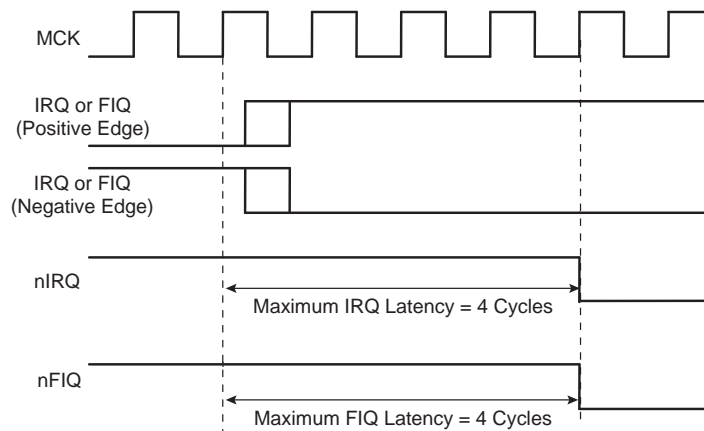 MCK
IRQ or FIQ
(Positive Edge)
IRQ or FIQ
(Negative Edge)
nIRQ
Maximum IRQ Latency = 4 Cycles
nFIQ
Maximum FIQ Latency = 4 Cycles